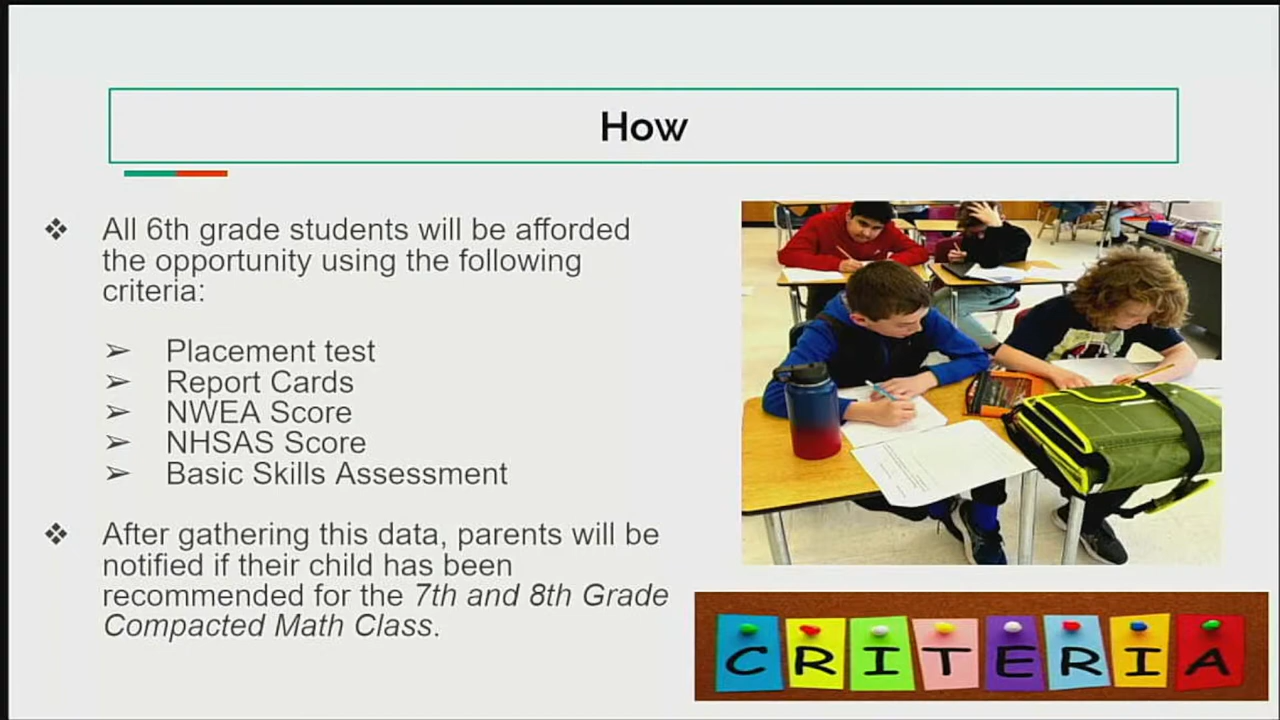 How
❖ All 6th grade students will be afforded
the opportunity using the following
criteria:
➢ Placement test
➢ Report Cards
➢ NWEA Score
➢ NHSAS Score
➢ Basic Skills Assessment
❖ After gathering this data, parents will be
notified if their child has been
recommended for the 7th and 8th Grade
Compacted Math Class.
CRITERIA